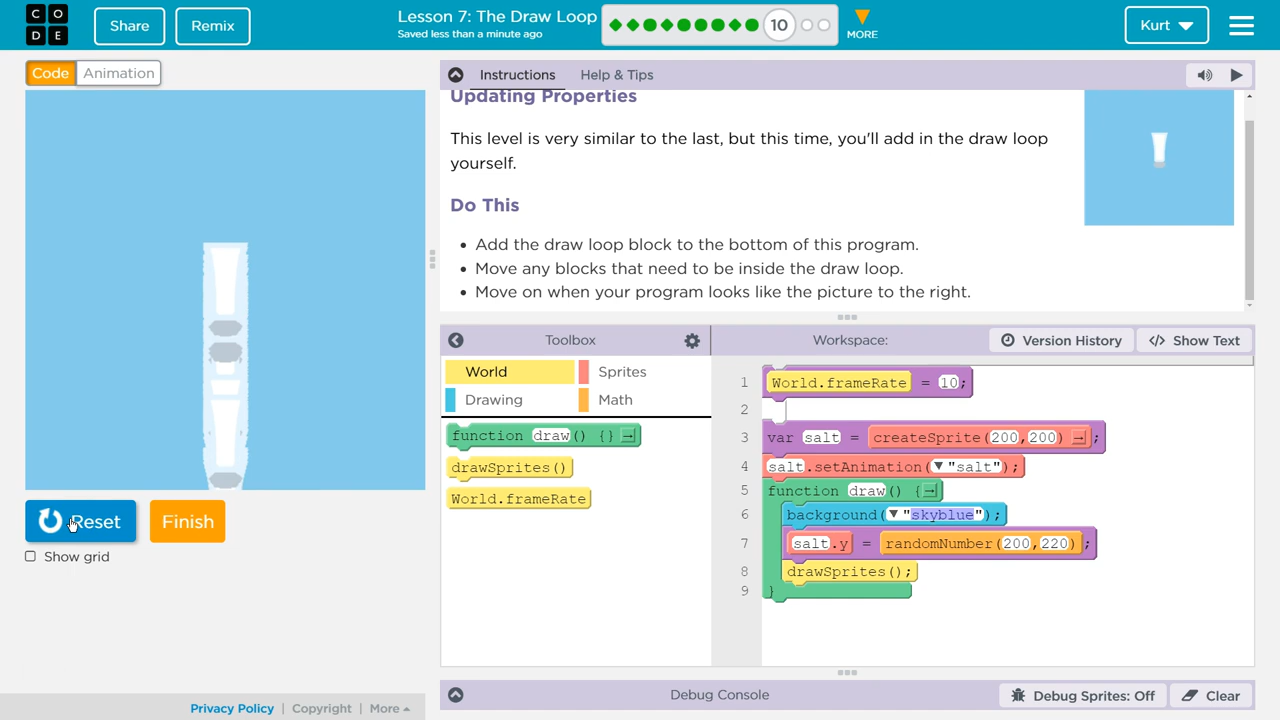 CO
DE
Share
Remix
Lesson 7: The Draw Loop
Saved less than a minute ago
10
MORE
Kurt
Code
Animation
Instructions
Help & Tips
Updating Properties
This level is very similar to the last, but this time, you'll add in the draw loop
yourself.
Do This
Add the draw loop block to the bottom of this program.
Move any blocks that need to be inside the draw loop.
Move on when your program looks like the picture to the right.
Toolbox
Workspace:
Version History
</> Show Text
World
Sprites
Drawing
Math
function draw() {}
drawSprites()
World.frameRate
1 World.frameRate = 10;
2
3 var salt = createSprite(200,200);
4 salt.setAnimation("salt");
5 function draw() {
6 background("skyblue");
7 salt.y = randomNumber(200,220);
8 drawSprites();
9 }
Reset
Finish
Show grid
Debug Console
Debug Sprites: Off
Clear
Privacy Policy | Copyright | More